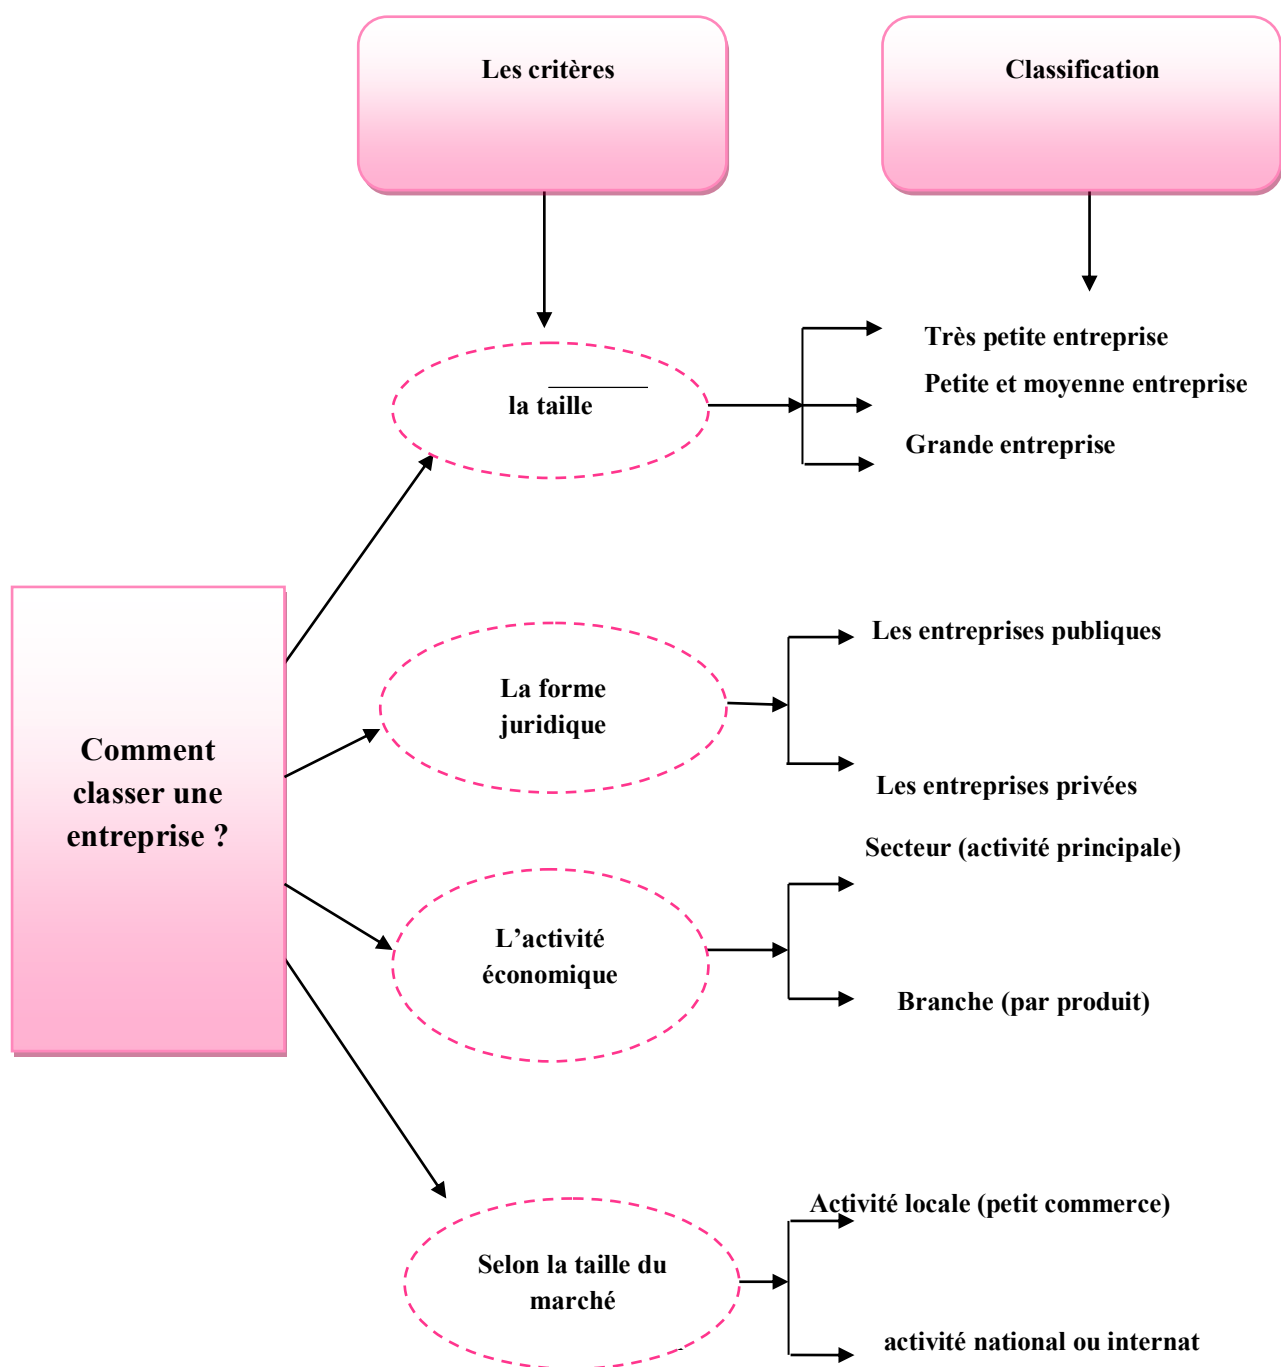 Les critères
Classification
la taille
Très petite entreprise
Petite et moyenne entreprise
Grande entreprise
Comment
classer une
entreprise ?
La forme
juridique
Les entreprises publiques
Les entreprises privées
L’activité
économique
Secteur (activité principale)
Branche (par produit)
Selon la taille du
marché
Activité locale (petit commerce)
activité national ou internat